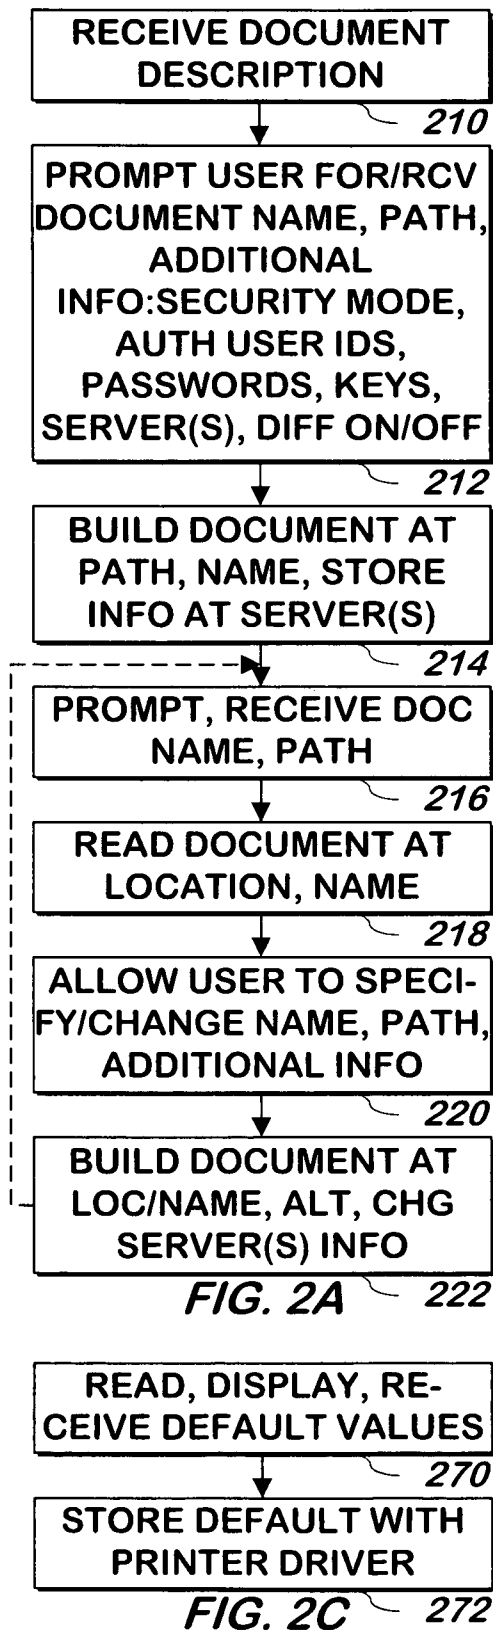 RECEIVE DOCUMENT
DESCRIPTION
210
PROMPT USER FOR/RCV
DOCUMENT NAME, PATH,
ADDITIONAL
INFO:SECURITY MODE,
AUTH USER IDS,
PASSWORDS, KEYS,
SERVER(S), DIFF ON/OFF
212
BUILD DOCUMENT AT
PATH, NAME, STORE
INFO AT SERVER(S)
214
PROMPT, RECEIVE DOC
NAME, PATH
216
READ DOCUMENT AT
LOCATION, NAME
218
ALLOW USER TO SPECI-
FY/CHANGE NAME, PATH,
ADDITIONAL INFO
220
BUILD DOCUMENT AT
LOC/NAME, ALT, CHG
SERVER(S) INFO
FIG. 2A 222
READ, DISPLAY, RE-
CEIVE DEFAULT VALUES
270
STORE DEFAULT WITH
PRINTER DRIVER
FIG. 2C 272